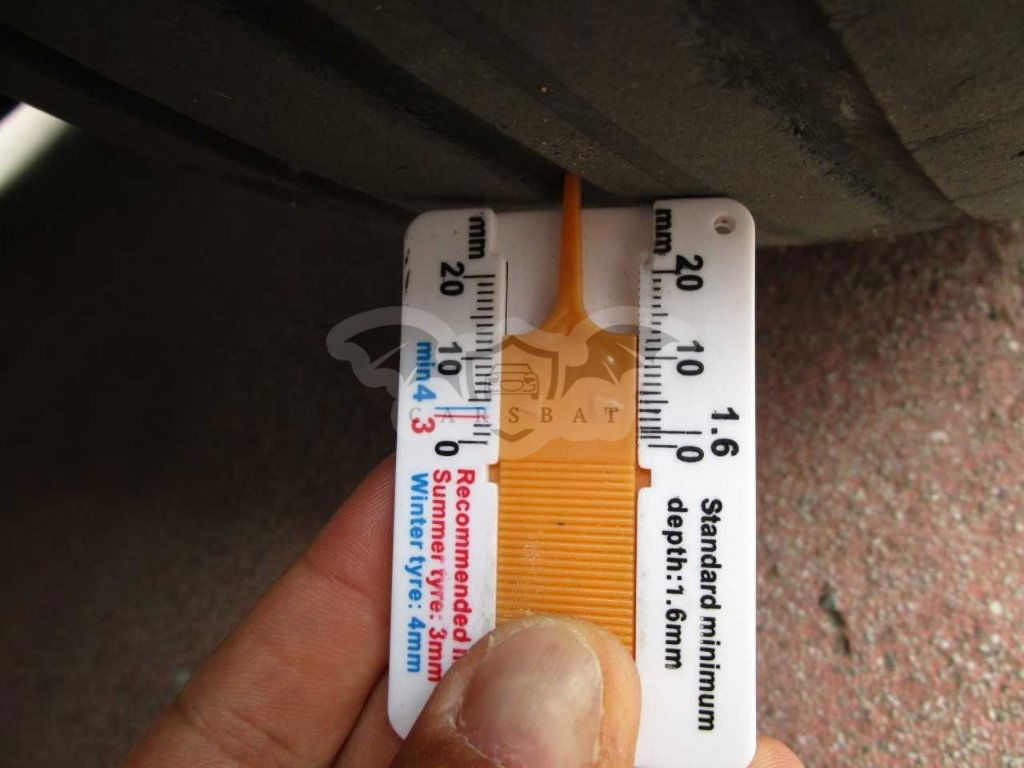 mm
20
10
min4
3
0
Recommended
Summer tyre: 3mm
Winter tyre: 4mm
mm
20
10
1.6
0
Standard minimum
depth:1.6mm
CARSBAT